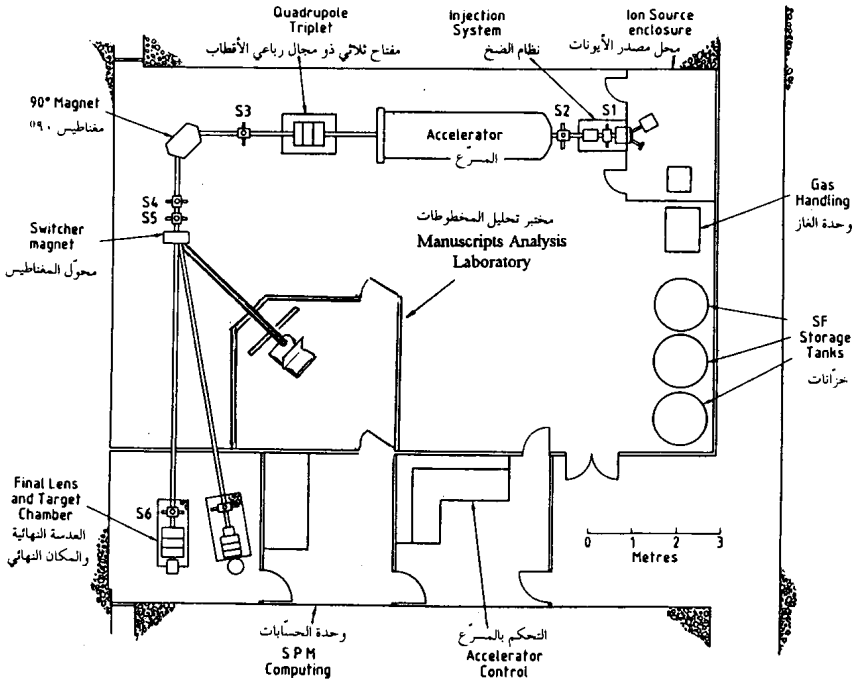 Quadrupole
Triplet
مفتاح ثلاثي ذو مجال رباعي الأقطاب
Injection
System
نظام الضخ
Ion Source
enclosure
محل مصدر الأيونات
90° Magnet
مغناطيس ٩٠°
S3
S2
S1
Accelerator
المسرّع
S4
S5
Switcher
magnet
محوّل المغناطيس
مختبر تحليل المخطوطات
Manuscripts Analysis
Laboratory
Gas
Handling
وحدة الغاز
SF
Storage
Tanks
خزّانات
Final Lens
and Target
Chamber
العدسة النهائية
والمكان النهائي
S6
0 1 2 3
Metres
وحدة الحسّابات
SPM
Computing
التحكم بالمسرّع
Accelerator
Control